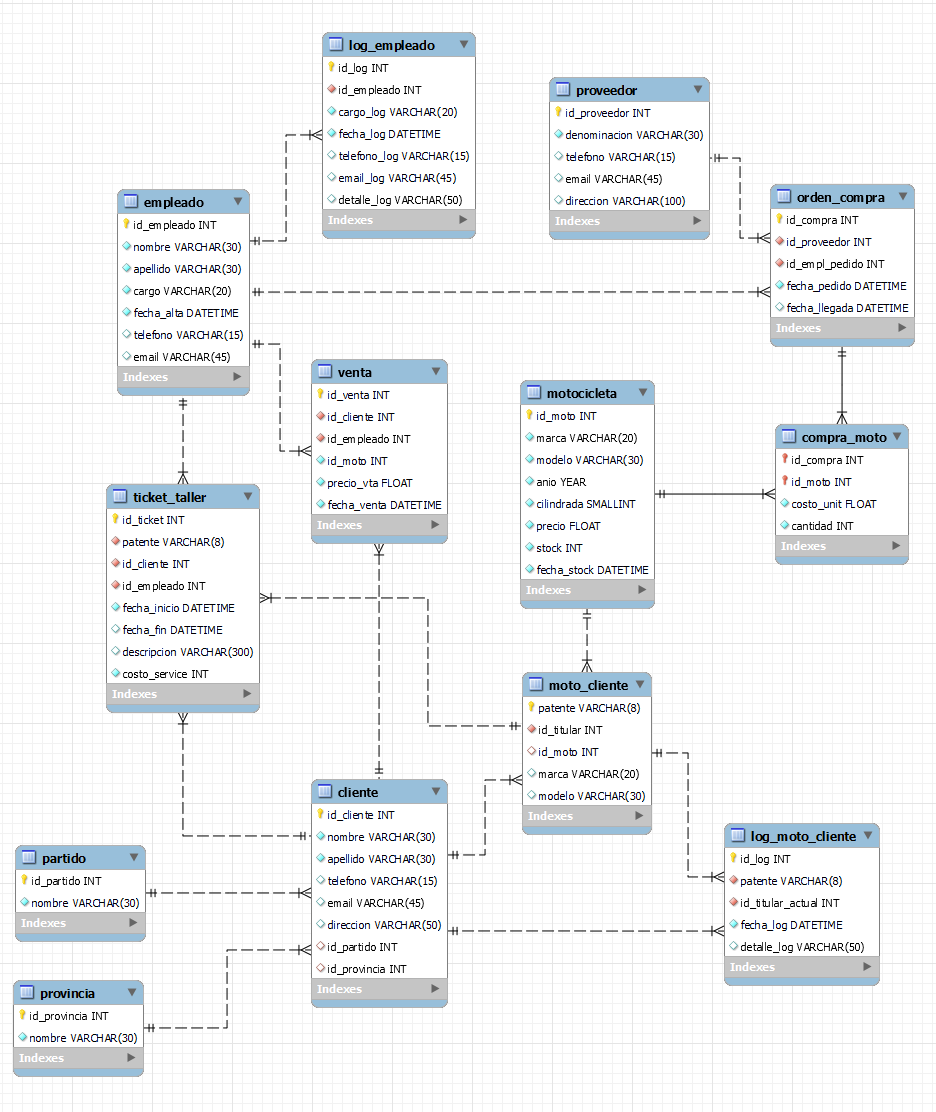 log_empleado
id_log INT
id_empleado INT
cargo_log VARCHAR(20)
fecha_log DATETIME
telefono_log VARCHAR(15)
email_log VARCHAR(45)
detalle_log VARCHAR(50)
Indexes
proveedor
id_proveedor INT
denominacion VARCHAR(30)
telefono VARCHAR(15)
email VARCHAR(45)
direccion VARCHAR(100)
Indexes
orden_compra
id_compra INT
id_proveedor INT
id_empl_pedido INT
fecha_pedido DATETIME
fecha_llegada DATETIME
Indexes
empleado
id_empleado INT
nombre VARCHAR(30)
apellido VARCHAR(30)
cargo VARCHAR(20)
fecha_alta DATETIME
telefono VARCHAR(15)
email VARCHAR(45)
Indexes
venta
id_venta INT
id_cliente INT
id_empleado INT
id_moto INT
precio_vta FLOAT
fecha_venta DATETIME
Indexes
motocicleta
id_moto INT
marca VARCHAR(20)
modelo VARCHAR(30)
anio YEAR
cilindrada SMALLINT
precio FLOAT
stock INT
fecha_stock DATETIME
Indexes
compra_moto
id_compra INT
id_moto INT
costo_unit FLOAT
cantidad INT
Indexes
ticket_taller
id_ticket INT
patente VARCHAR(8)
id_cliente INT
id_empleado INT
fecha_inicio DATETIME
fecha_fin DATETIME
descripcion VARCHAR(300)
costo_service INT
Indexes
moto_cliente
patente VARCHAR(8)
id_titular INT
id_moto INT
marca VARCHAR(20)
modelo VARCHAR(30)
Indexes
cliente
id_cliente INT
nombre VARCHAR(30)
apellido VARCHAR(30)
telefono VARCHAR(15)
email VARCHAR(45)
direccion VARCHAR(50)
id_partido INT
id_provincia INT
Indexes
log_moto_cliente
id_log INT
patente VARCHAR(8)
id_titular_actual INT
fecha_log DATETIME
detalle_log VARCHAR(50)
Indexes
partido
id_partido INT
nombre VARCHAR(30)
Indexes
provincia
id_provincia INT
nombre VARCHAR(30)
Indexes